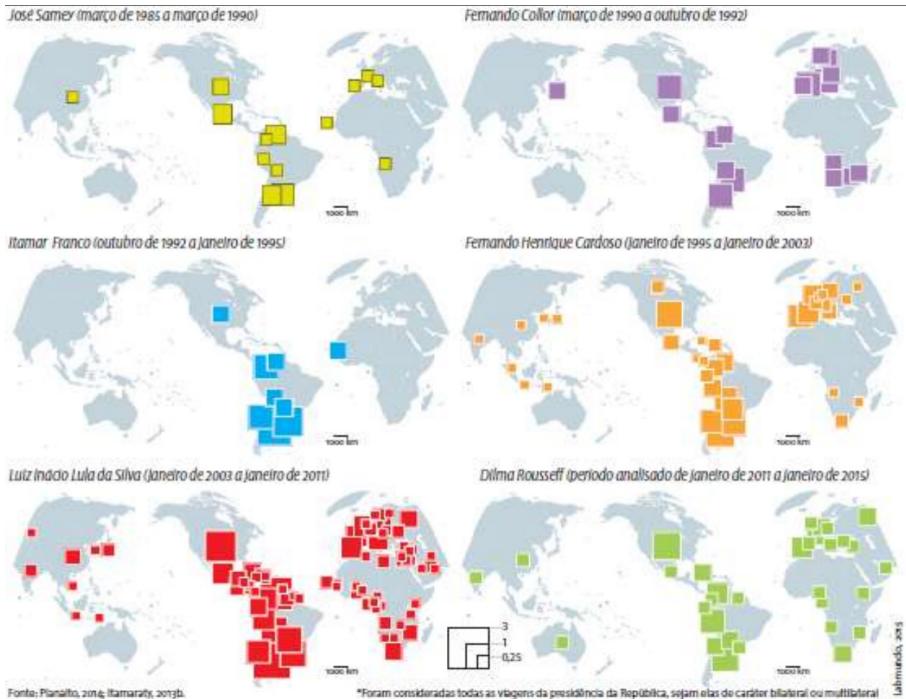 José Sarney (março de 1985 a março de 1990)
Fernando Collor (março de 1990 a outubro de 1992)
1000 km
1000 km
Itamar Franco (outubro de 1992 a janeiro de 1995)
Fernando Henrique Cardoso (janeiro de 1995 a janeiro de 2003)
1000 km
1000 km
Luiz Inácio Lula da Silva (janeiro de 2003 a janeiro de 2011)
Dilma Rousseff (período analisado de janeiro de 2011 a janeiro de 2015)
3
1
0,25
1000 km
1000 km
Labmundo, 2015
Fonte: Planalto, 2014; Itamaraty, 2013b.
*Foram consideradas todas as viagens da presidência da República, sejam elas de caráter bilateral ou multilateral